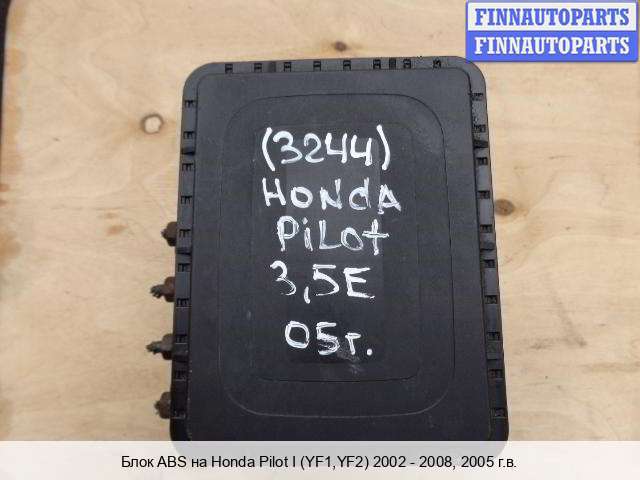 FINNAUTOPARTS
FINNAUTOPARTS
(3244)
HONdA
PiLOt
3,5E
05г.
Блок ABS на Honda Pilot I (YF1,YF2) 2002 - 2008, 2005 г.в.